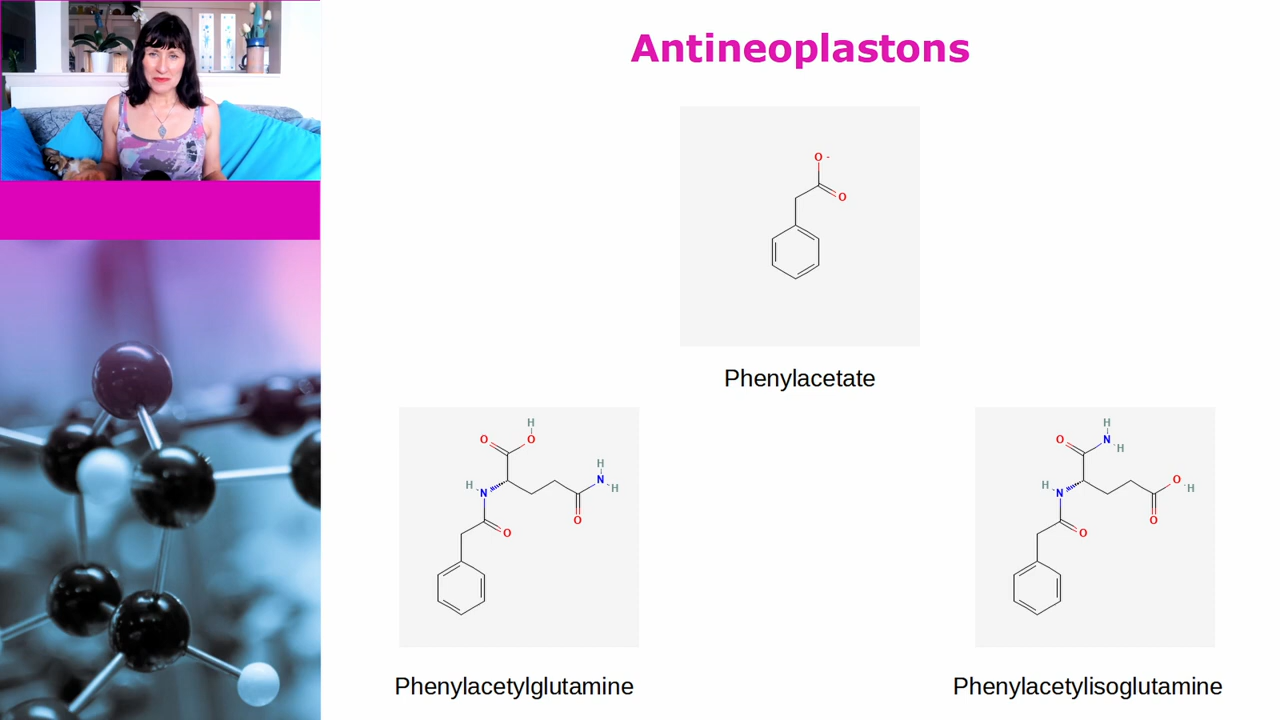 Antineoplastons
O -
O
Phenylacetate
H
O
O
H
N
H
H
N
O
O
Phenylacetylglutamine
H
O
N
H
H
N
O
H
O
O
Phenylacetylisoglutamine